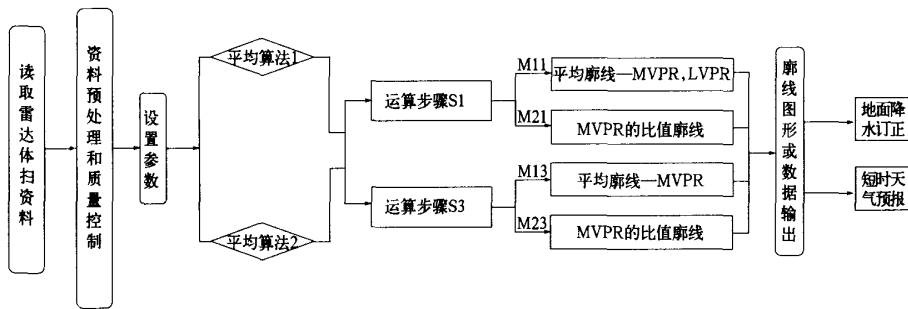 读取雷达体扫资料
资料预处理和质量控制
设置参数
平均算法1
平均算法2
运算步骤S1
运算步骤S3
M11
平均廓线—MVPR,LVPR
M21
MVPR的比值廓线
M13
平均廓线—MVPR
M23
MVPR的比值廓线
廓线图形或数据输出
地面降
水订正
短时天
气预报